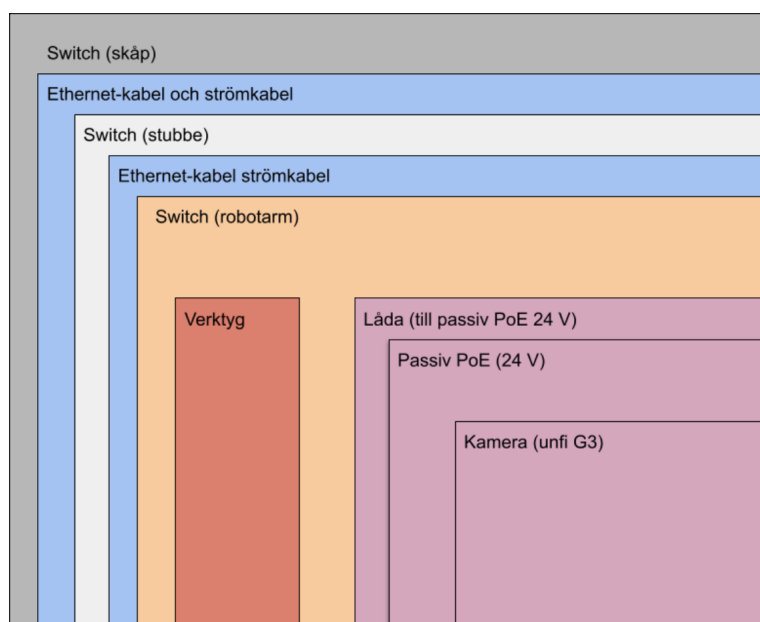 Switch (skåp)
Ethernet-kabel och strömkabel
Switch (stubbe)
Ethernet-kabel strömkabel
Switch (robotarm)
Verktyg
Låda (till passiv PoE 24 V)
Passiv PoE (24 V)
Kamera (unfi G3)